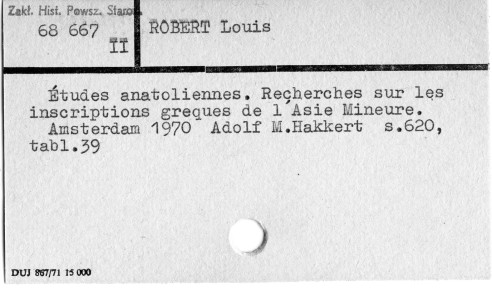 Zakł. Hist. Powsz. Staroż.
68 667
II
ROBERT Louis
Études anatoliennes. Recherches sur les
inscriptions greques de l'Asie Mineure.
Amsterdam 1970 Adolf M.Hakkert s.620,
tabl.39
DUJ 867/71 15 000